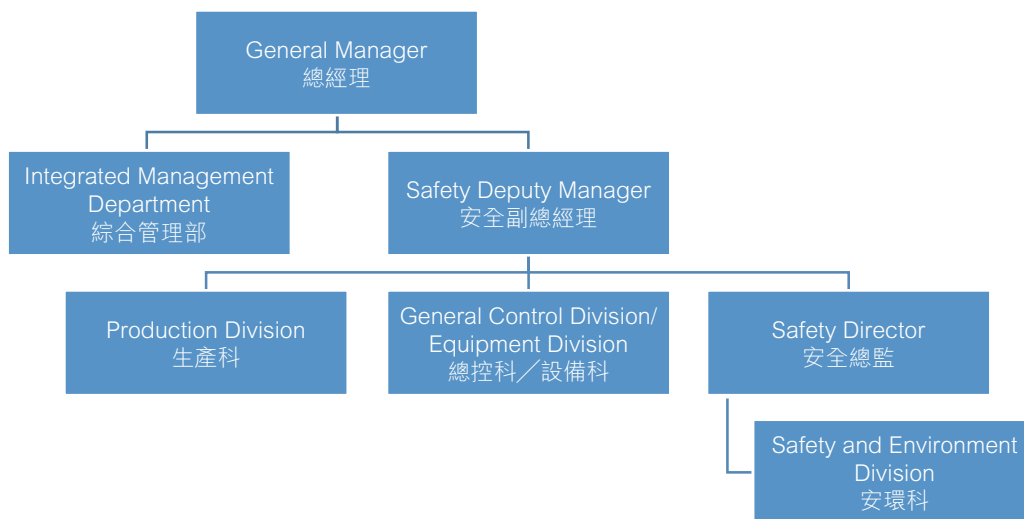 General Manager
總經理
Integrated Management
Department
綜合管理部
Safety Deputy Manager
安全副總經理
Production Division
生產科
General Control Division/
Equipment Division
總控科╱設備科
Safety Director
安全總監
Safety and Environment
Division
安環科